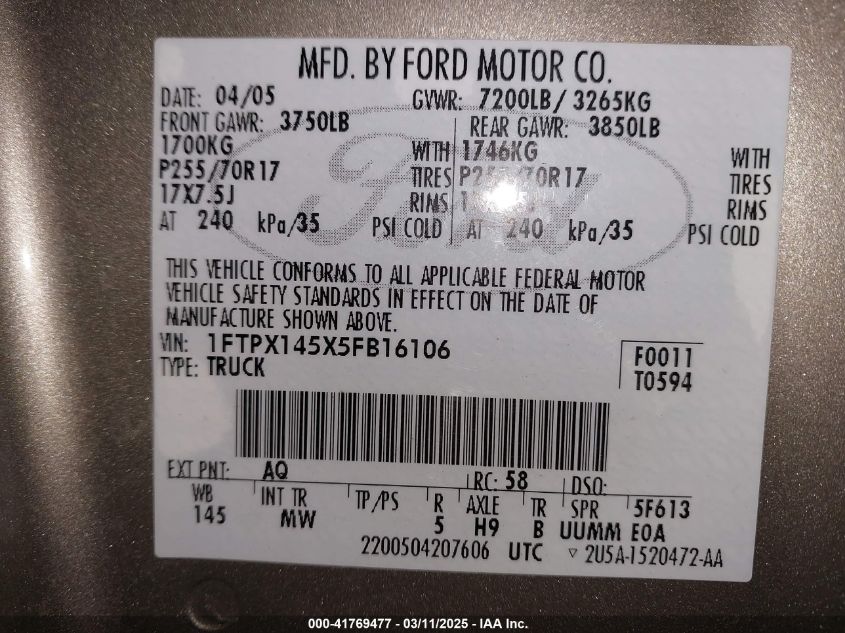 MFD. BY FORD MOTOR CO.
DATE: 04/05 GVWR: 7200LB/ 3265KG
FRONT GAWR: 3750LB REAR GAWR: 3850LB
1700KG WITH 1746KG WITH
P255/70R17 TIRES P255/70R17 TIRES
17X7.5J RIMS RIMS
AT 240 kPa/35 PSI COLD AT 240 kPa/35 PSI COLD
THIS VEHICLE CONFORMS TO ALL APPLICABLE FEDERAL MOTOR
VEHICLE SAFETY STANDARDS IN EFFECT ON THE DATE OF
MANUFACTURE SHOWN ABOVE.
VIN: 1FTPX145X5FB16106 F0011
TYPE: TRUCK T0594
EXT PNT: AQ RC: 58 DSO:
WB INT TR TP/PS R AXLE TR SPR 5F613
145 MW 5 H9 B UUMM EOA
2200504207606 UTC ▽ 2U5A-1520472-AA
000-41769477 - 03/11/2025 - IAA Inc.